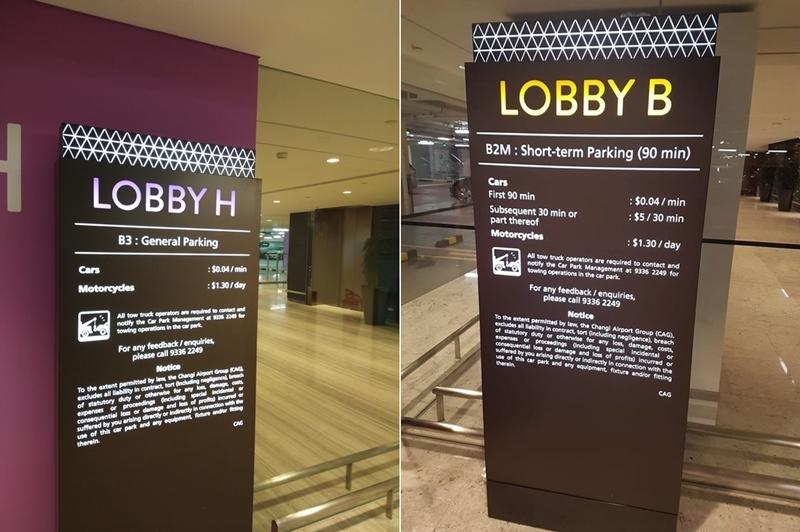 H
LOBBY H
B3 : General Parking
Cars : $0.04 / min
Motorcycles : $1.30 / day
All tow truck operators are required to contact and
notify the Car Park Management at 9336 2249 for
towing operations in the car park.
For any feedback / enquiries,
please call 9336 2249
Notice
To the extent permitted by law, the Changi Airport Group (CAG),
excludes all liability in contract, tort (including negligence), breach
of statutory duty or otherwise for any loss, damage, costs,
expenses or proceedings (including special incidental or
consequential loss or damage and loss of profits) incurred or
suffered by you arising directly or indirectly in connection with the
use of this car park and any equipment, fixture and/or fitting
therein.
CAG
LOBBY B
B2M : Short-term Parking (90 min)
Cars
First 90 min : $0.04 / min
Subsequent 30 min or : $5 / 30 min
part thereof
Motorcycles : $1.30 / day
All tow truck operators are required to contact and
notify the Car Park Management at 9336 2249 for
towing operations in the car park.
For any feedback / enquiries,
please call 9336 2249
Notice
To the extent permitted by law, the Changi Airport Group (CAG),
excludes all liability in contract, tort (including negligence), breach
of statutory duty or otherwise for any loss, damage, costs,
expenses or proceedings (including special incidental or
consequential loss or damage and loss of profits) incurred or
suffered by you arising directly or indirectly in connection with the
use of this car park and any equipment, fixture and/or fitting
therein.
CAG